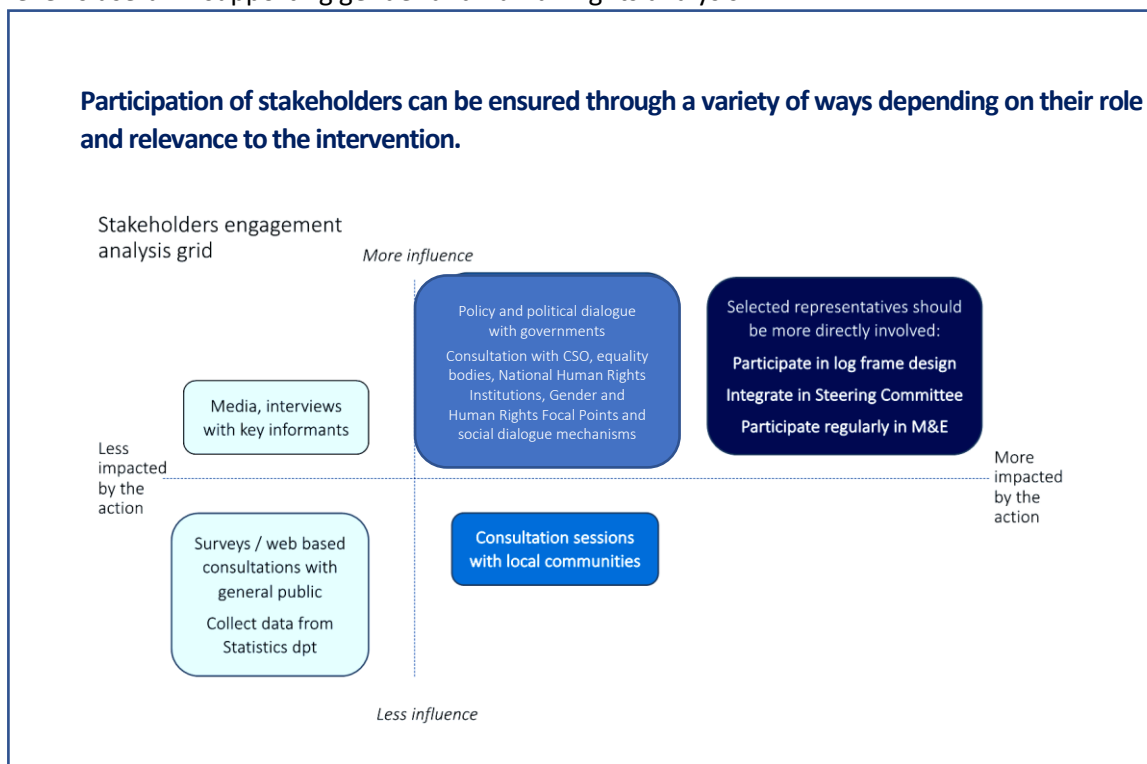 Participation of stakeholders can be ensured through a variety of ways depending on their role
and relevance to the intervention.
Stakeholders engagement
analysis grid
More influence
Policy and political dialogue
with governments
Consultation with CSO, equality
bodies, National Human Rights
Institutions, Gender and
Human Rights Focal Points and
social dialogue mechanisms
Selected representatives should
be more directly involved:
Participate in log frame design
Integrate in Steering Committee
Participate regularly in M&E
Media, interviews
with key informants
Less
impacted
by the
action
More
impacted
by the
action
Surveys / web based
consultations with
general public
Collect data from
Statistics dpt
Consultation sessions
with local communities
Less influence